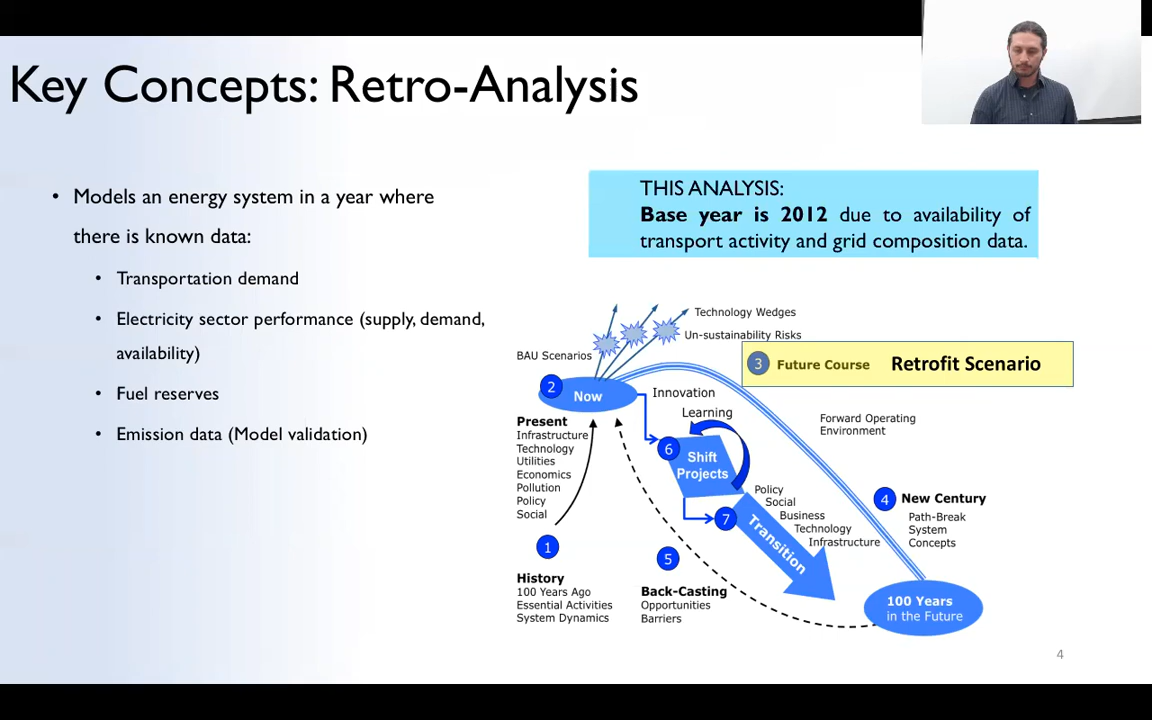 Key Concepts: Retro-Analysis
• Models an energy system in a year where
there is known data:
• Transportation demand
• Electricity sector performance (supply, demand,
availability)
• Fuel reserves
• Emission data (Model validation)
THIS ANALYSIS:
Base year is 2012 due to availability of
transport activity and grid composition data.
Technology Wedges
Un-sustainability Risks
BAU Scenarios
3 Future Course Retrofit Scenario
2
Now
Innovation
Learning
Present
Infrastructure
Technology
Utilities
Economics
Pollution
Policy
Social
6
Shift
Projects
Forward Operating
Environment
7
Transition
Policy
Social
Business
Technology
Infrastructure
4 New Century
Path-Break
System
Concepts
1
History
100 Years Ago
Essential Activities
System Dynamics
5
Back-Casting
Opportunities
Barriers
100 Years
in the Future
4